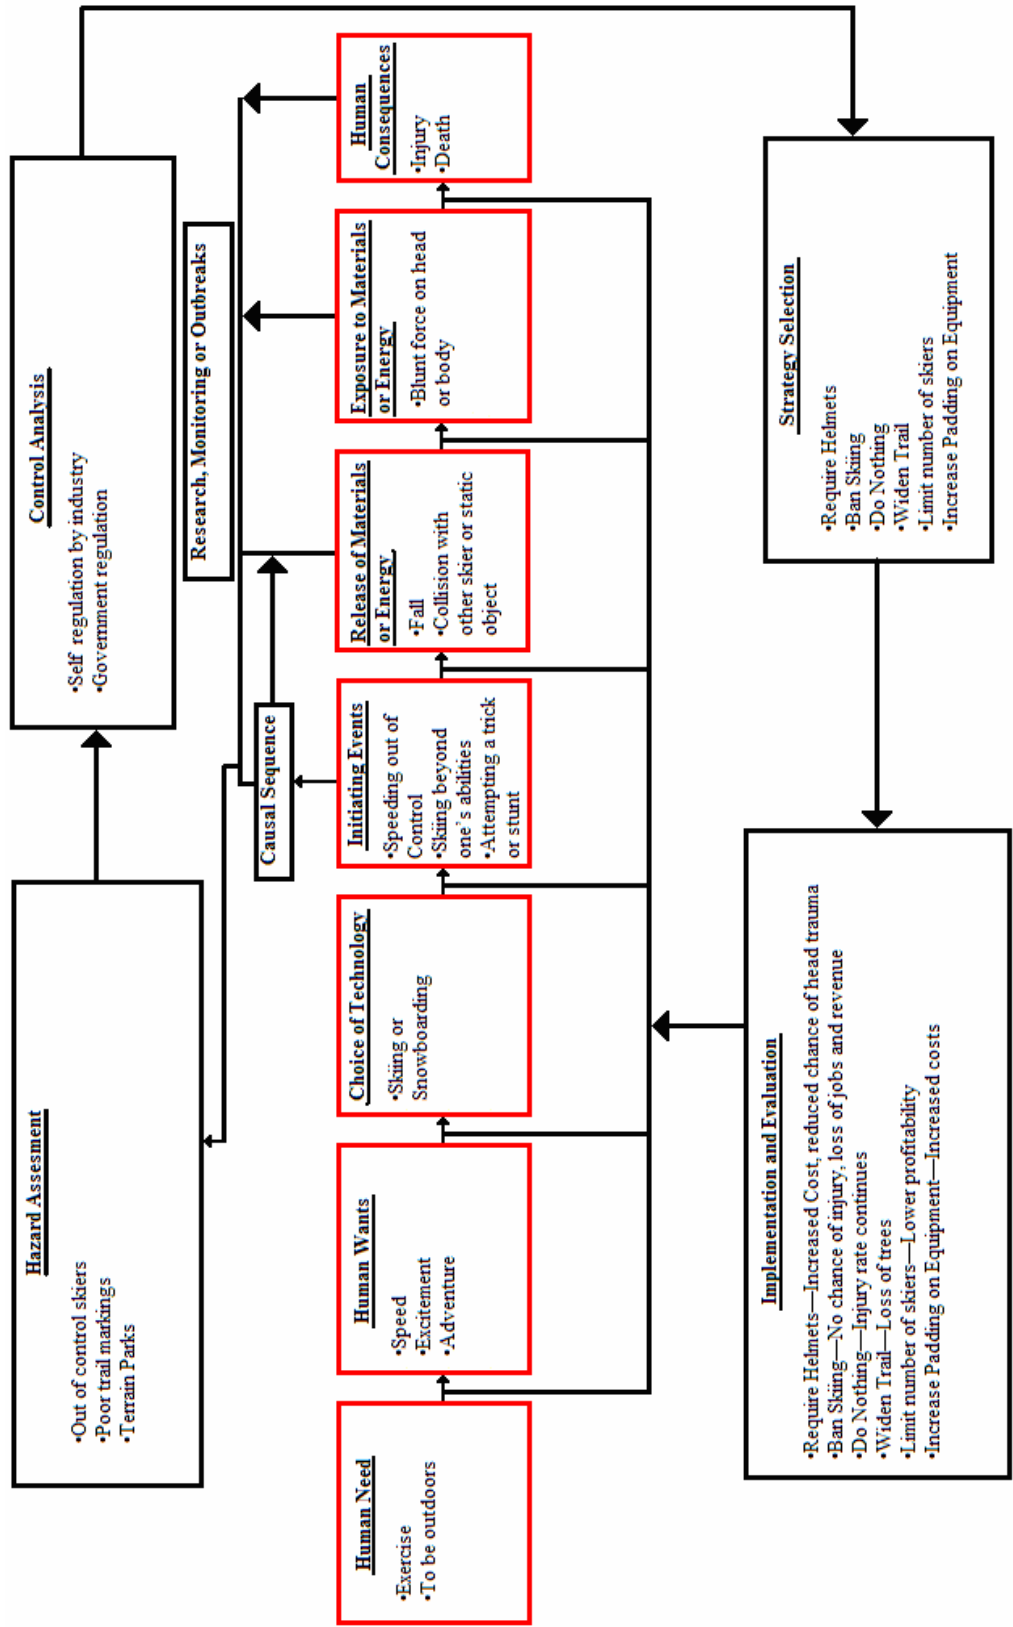 Hazard Assesment
•Out of control skiers
•Poor trail markings
•Terrain Parks
Control Analysis
•Self regulation by industry
•Government regulation
Research, Monitoring or Outbreaks
Causal Sequence
Human Need
•Exercise
•To be outdoors
Human Wants
•Speed
•Excitement
•Adventure
Choice of Technology
•Skiing or
Snowboarding
Initiating Events
•Speeding out of
Control
•Skiing beyond
one's abilities
•Attempting a trick
or stunt
Release of Materials
or Energy
•Fall
•Collision with
other skier or static
object
Exposure to Materials
or Energy
•Blunt force on head
or body
Human
Consequences
•Injury
•Death
Implementation and Evaluation
•Require Helmets—Increased Cost, reduced chance of head trauma
•Ban Skiing—No chance of injury, loss of jobs and revenue
•Do Nothing—Injury rate continues
•Widen Trail—Loss of trees
•Limit number of skiers—Lower profitability
•Increase Padding on Equipment—Increased costs
Strategy Selection
•Require Helmets
•Ban Skiing
•Do Nothing
•Widen Trail
•Limit number of skiers
•Increase Padding on Equipment